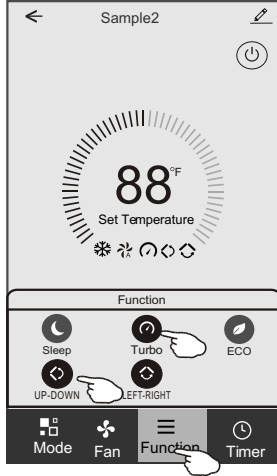 Sample2
88°F
Set Temperature
A
Function
Sleep Turbo ECO
UP-DOWN LEFT-RIGHT
Mode Fan Function Timer